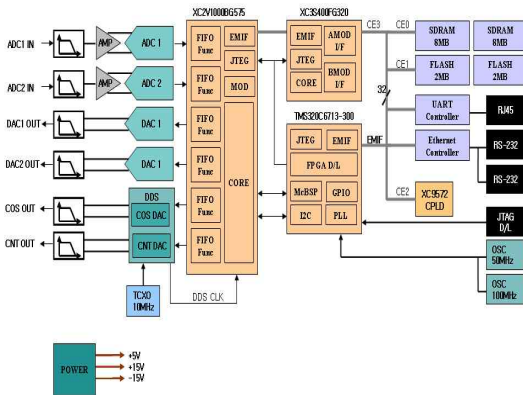 XC2V1000BG575
XC3S400FG320
ADC1 IN
AMP
ADC 1
FIFO
Func
EMIF
JTEG
MOD
CORE
EMIF
JTEG
CORE
AMOD
I/F
BMOD
I/F
CE3
CE0
SDRAM
8MB
SDRAM
8MB
CE1
FLASH
2MB
FLASH
2MB
ADC2 IN
AMP
ADC 2
FIFO
Func
32
UART
Controller
RJ45
DAC1 OUT
DAC 1
FIFO
Func
TMS320C6713-300
JTEG
EMIF
FPGA D/L
McBSP
GPIO
I2C
PLL
EMIF
Ethernet
Controller
RS-232
RS-232
DAC2 OUT
DAC 1
FIFO
Func
CE2
XC9572
CPLD
COS OUT
DDS
COS DAC
FIFO
Func
JTAG
D/L
CNT OUT
CNT DAC
FIFO
Func
OSC
50MHz
OSC
100MHz
TCXO
10MHz
DDS CLK
POWER
+5V
+15V
-15V